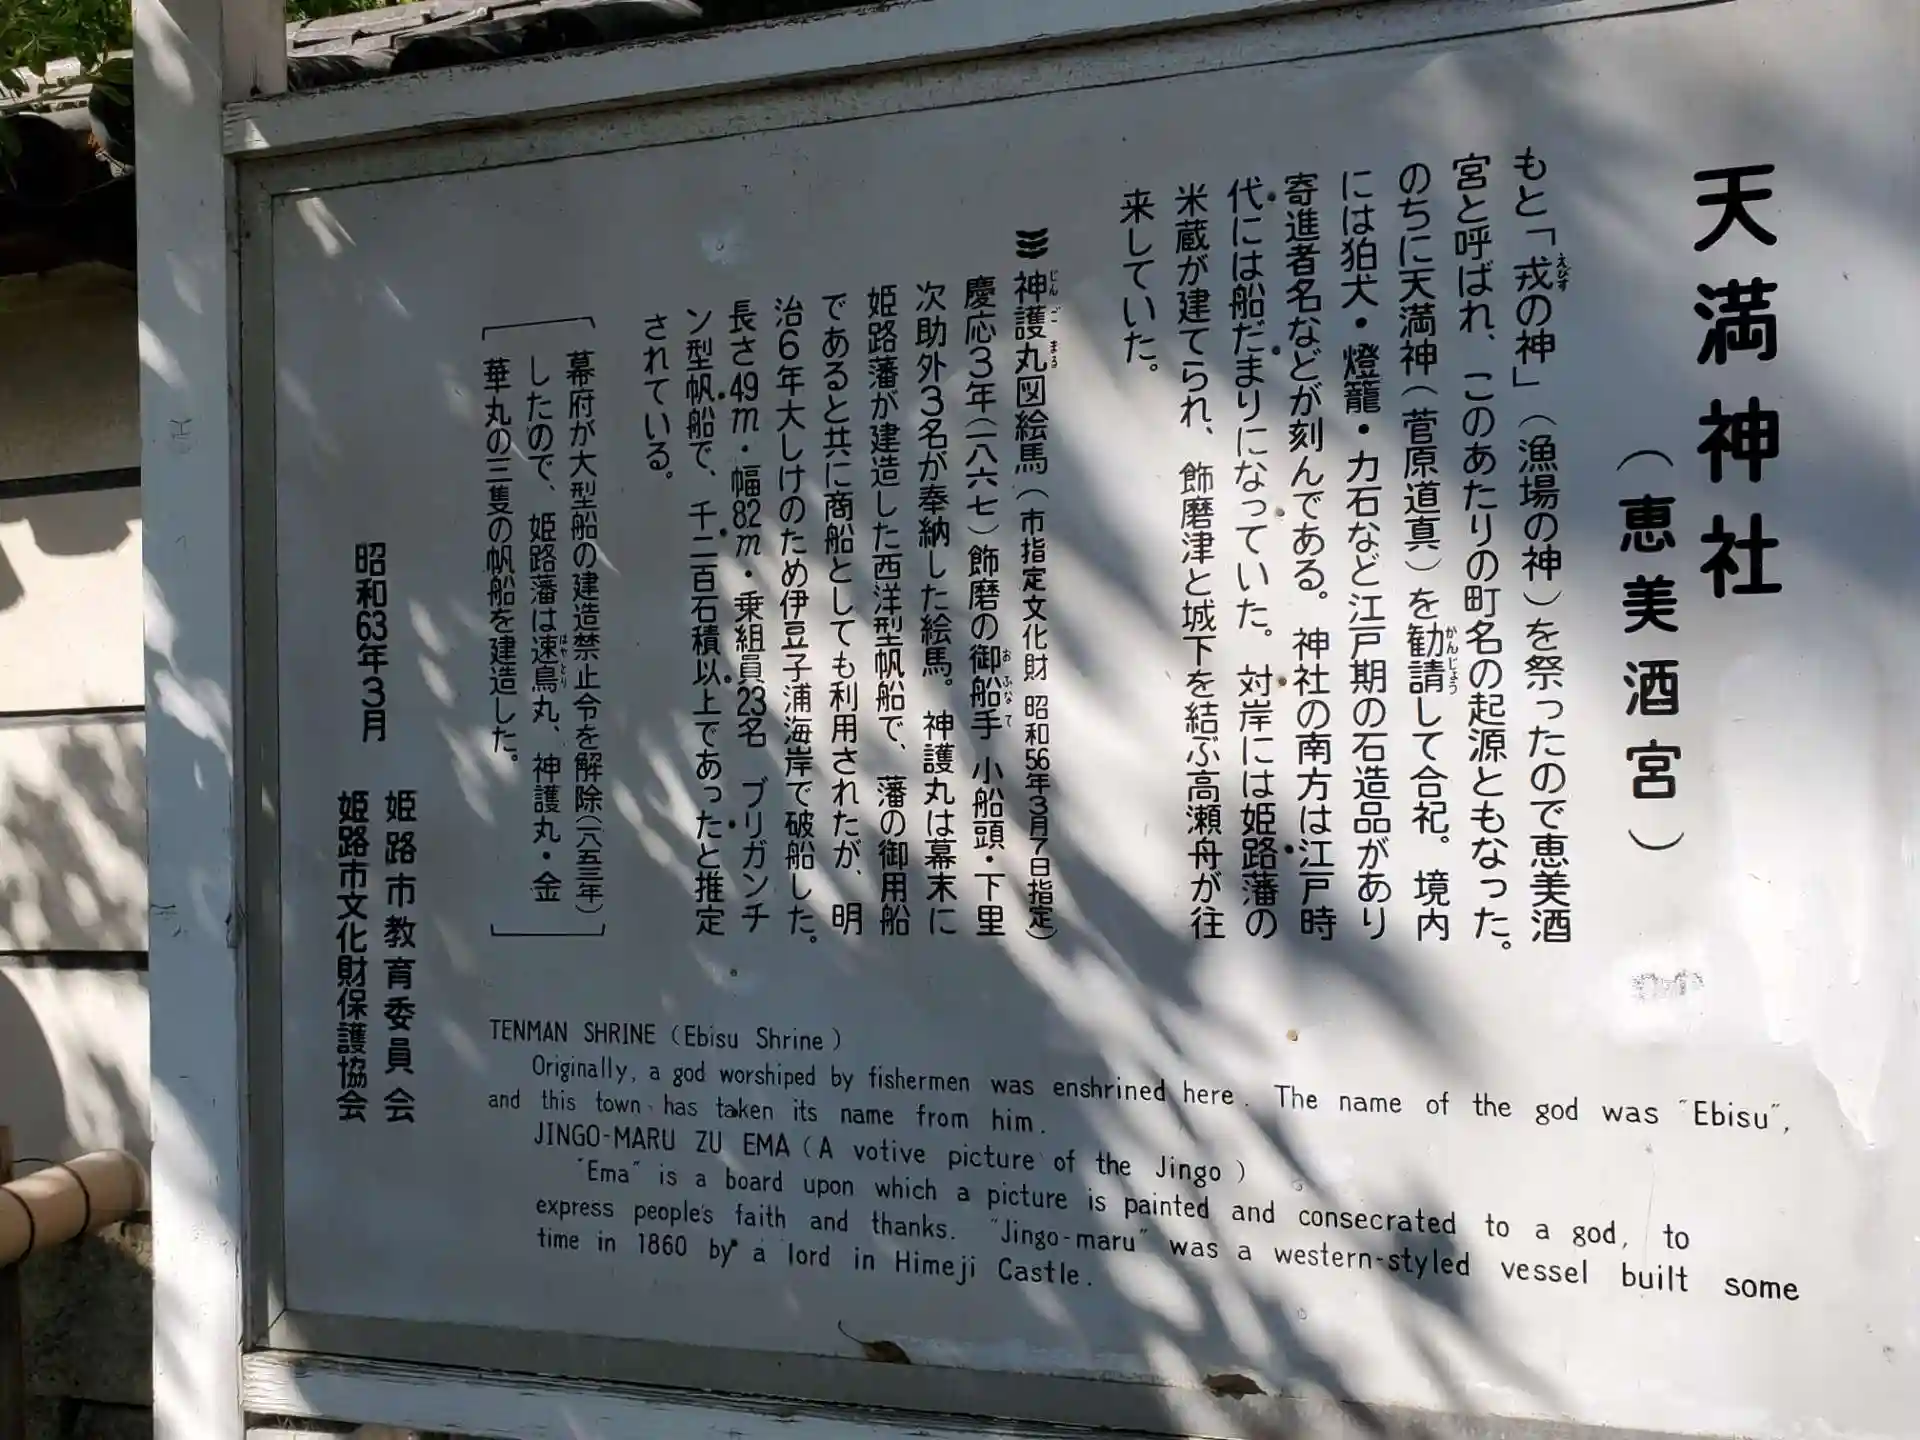 天満神社
（恵美酒宮）
もと「戎の神」（漁場の神）を祭ったので恵美酒
宮と呼ばれ、このあたりの町名の起源ともなった。
のちに天満神（菅原道真）を勧請して合祀。境内
には狛犬・燈籠・力石など江戸期の石造品があり
寄進者名などが刻んである。神社の南方は江戸時
代には船だまりになっていた。対岸には姫路藩の
米蔵が建てられ、飾磨津と城下を結ぶ高瀬舟が往
来していた。
神護丸図絵馬（市指定文化財 昭和56年3月7日指定）
慶応3年（一八六七）飾磨の御船手 小船頭・下里
次助外3名が奉納した絵馬。神護丸は幕末に
姫路藩が建造した西洋型帆船で、藩の御用船
であると共に商船としても利用されたが、明
治6年大しけのため伊豆子浦海岸で破船した。
長さ49m・幅82m・乗組員23名 ブリガンチ
ン型帆船で、千二百石積以上であったと推定
されている。
幕府が大型船の建造禁止令を解除（一八五三年）
したので、姫路藩は速鳥丸、神護丸・金
華丸の三隻の帆船を建造した。
昭和63年3月
姫路市教育委員会
姫路市文化財保護協会
TENMAN SHRINE (Ebisu Shrine)
Originally, a god worshiped by fishermen was enshrined here. The name of the god was "Ebisu",
and this town has taken its name from him.
JINGO-MARU ZU EMA (A votive picture of the Jingo)
"Ema" is a board upon which a picture is painted and consecrated to a god, to
express people's faith and thanks. "Jingo-maru" was a western-styled vessel built some
time in 1860 by a lord in Himeji Castle.